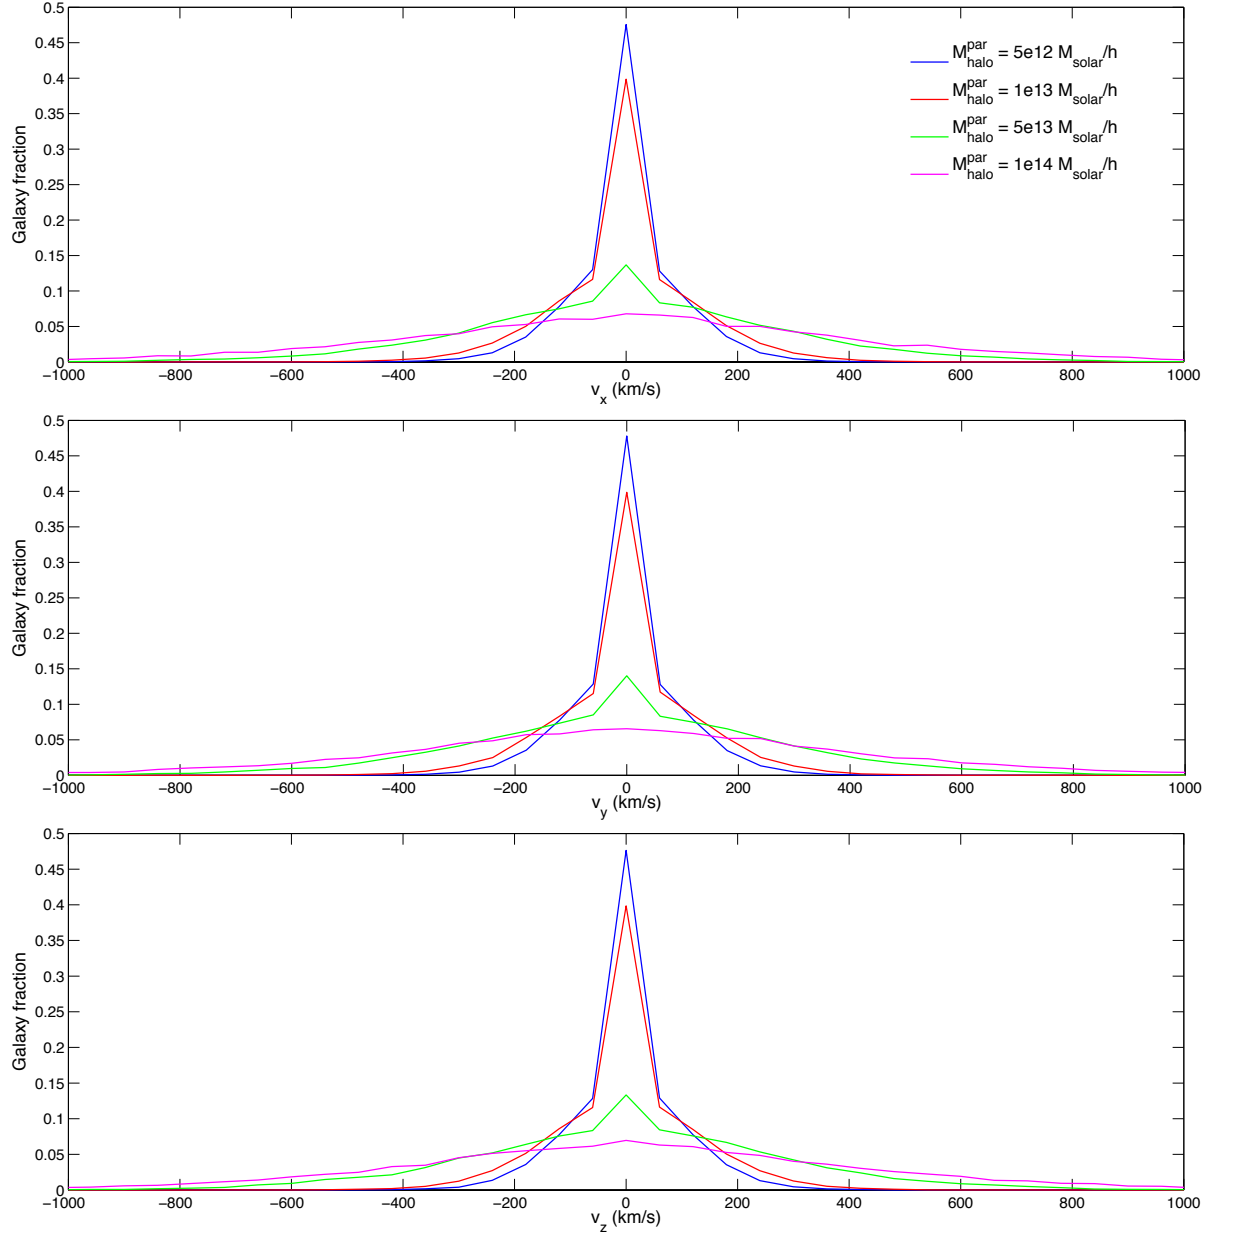 0.5
0.45
0.4
0.35
0.3
0.25
0.2
0.15
0.1
0.05
0
Galaxy fraction
M^par_halo = 5e12 M_solar/h
M^par_halo = 1e13 M_solar/h
M^par_halo = 5e13 M_solar/h
M^par_halo = 1e14 M_solar/h
−1000 −800 −600 −400 −200 0 200 400 600 800 1000
v_x (km/s)
0.5
0.45
0.4
0.35
0.3
0.25
0.2
0.15
0.1
0.05
0
Galaxy fraction
−1000 −800 −600 −400 −200 0 200 400 600 800 1000
v_y (km/s)
0.5
0.45
0.4
0.35
0.3
0.25
0.2
0.15
0.1
0.05
0
Galaxy fraction
−1000 −800 −600 −400 −200 0 200 400 600 800 1000
v_z (km/s)